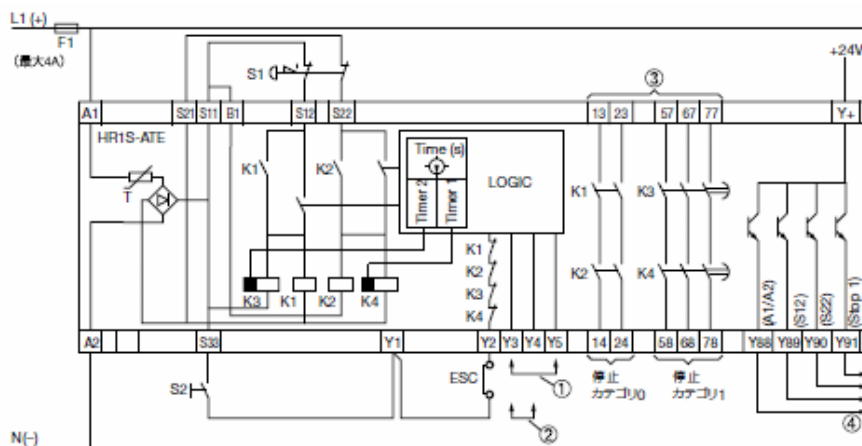 L1 (+)
F1
(最大4A)
S1
③
+24V
A1 S21 S11 B1 S12 S22 13 23 57 67 77 Y+
HR1S-ATE
T
K1 K2
Time (s)
Timer 2
Timer 1
LOGIC
K1
K2
K3
K4
K1 K3
K2 K4
K3 K1 K2 K4
(A1/A2)
(S12)
(S22)
(Stop 1)
A2 S33 Y1 Y2 Y3 Y4 Y5 14 24 58 68 78 Y88 Y89 Y90 Y91
S2
ESC
①
②
停止
カテゴリ0
停止
カテゴリ1
④
N(−)